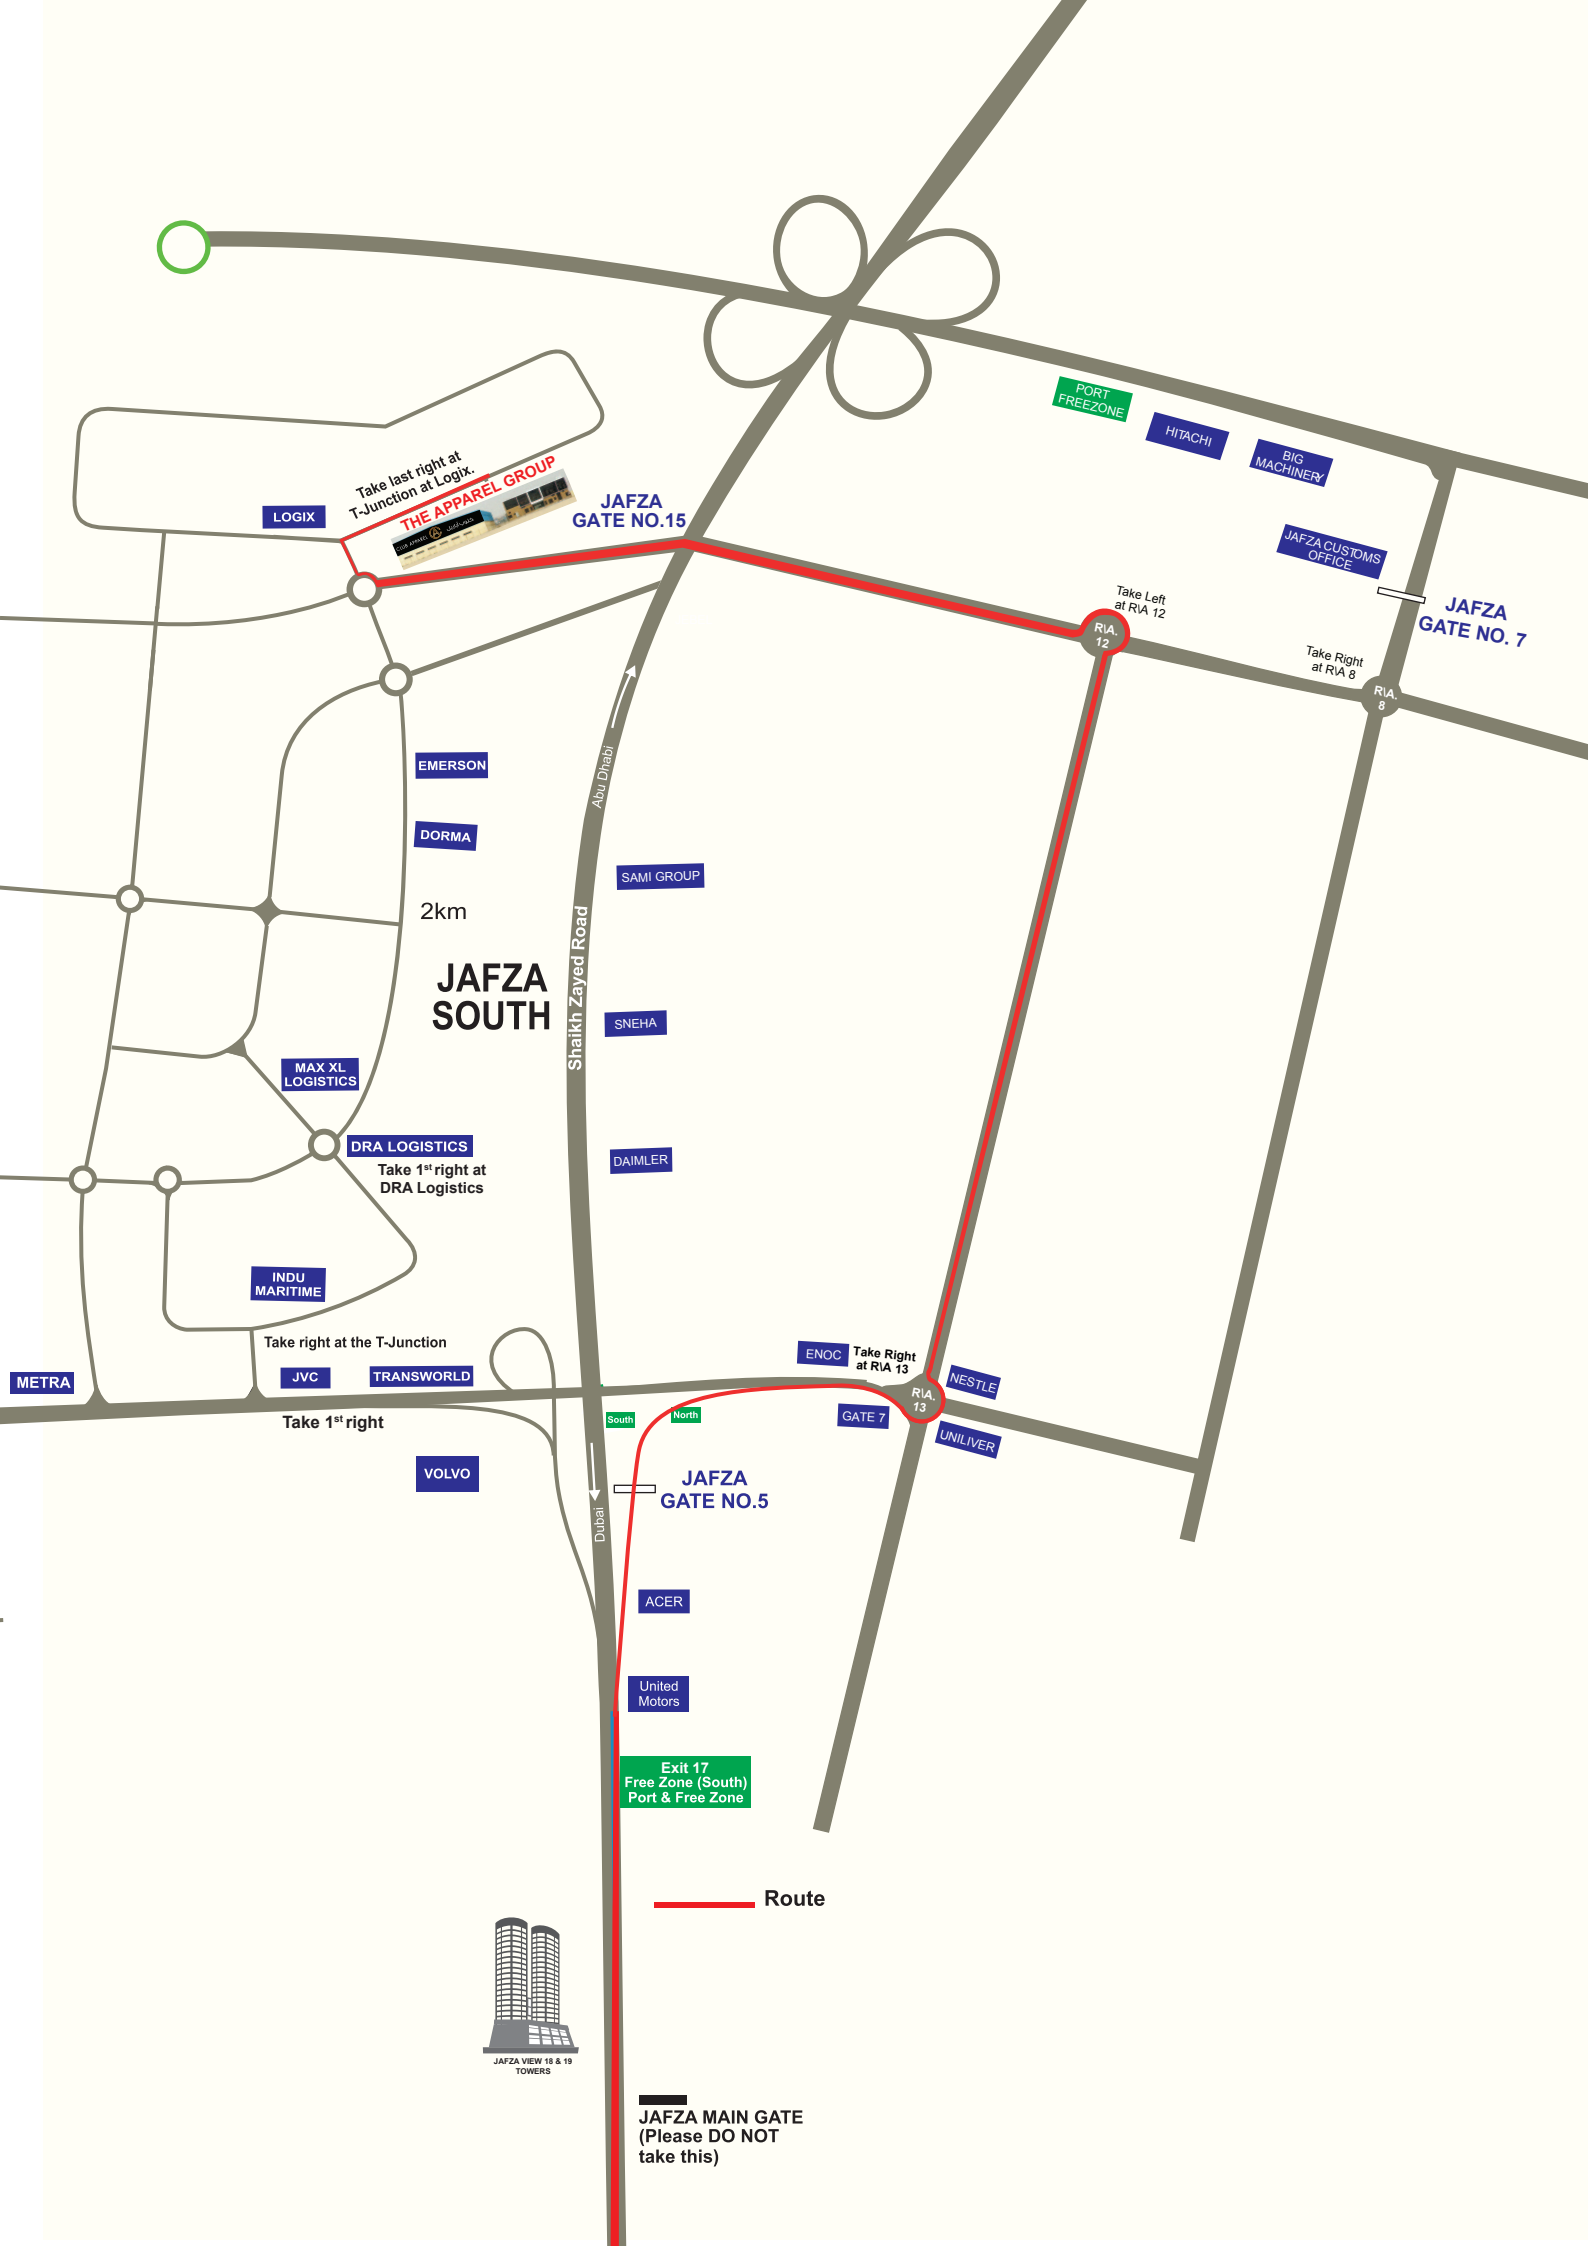 PORT
FREEZONE
HITACHI
BIG
MACHINERY
Take last right at
T-Junction at Logix.
THE APPAREL GROUP
CLUB APPAREL
LOGIX
JAFZA
GATE NO.15
JAFZA CUSTOMS
OFFICE
Take Left
at R\A 12
JAFZA
GATE NO. 7
R\A.
12
Take Right
at R\A 8
R\A.
8
EMERSON
Abu Dhabi
DORMA
SAMI GROUP
2km
JAFZA
SOUTH
Shaikh Zayed Road
SNEHA
MAX XL
LOGISTICS
DRA LOGISTICS
Take 1st right at
DRA Logistics
DAIMLER
INDU
MARITIME
Take right at the T-Junction
METRA
JVC
TRANSWORLD
Take 1st right
ENOC
Take Right
at R\A 13
NESTLE
R\A.
13
GATE 7
UNILIVER
South
North
VOLVO
JAFZA
GATE NO.5
Dubai
ACER
United
Motors
Exit 17
Free Zone (South)
Port & Free Zone
Route
JAFZA VIEW 18 & 19
TOWERS
JAFZA MAIN GATE
(Please DO NOT
take this)